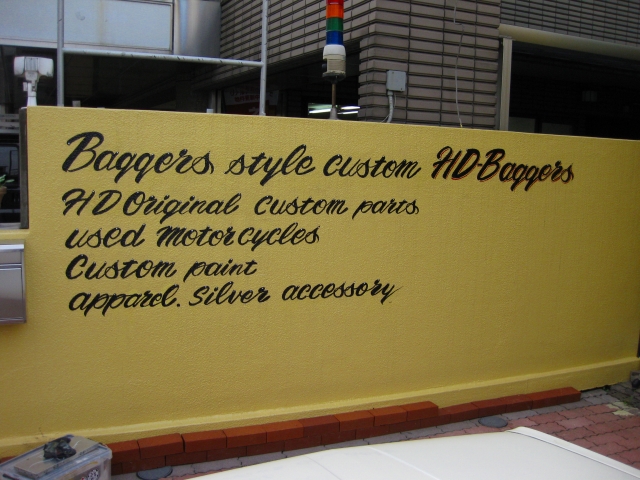 Baggers style custom HD-Baggers
HD Original custom parts
used Motorcycles
Custom paint
apparel. Silver accessory